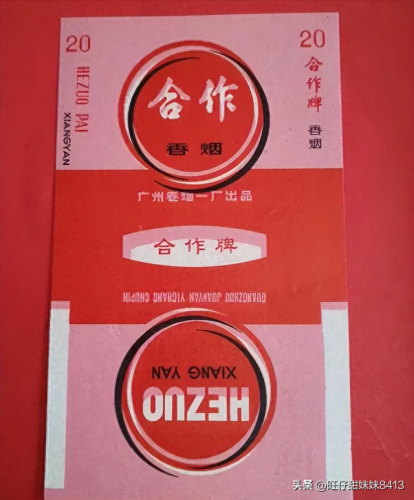 20
HEZUO PAI
XIANGYAN
合作
香烟
20
合作牌
香烟
广州卷烟一厂出品
合作牌
GUANGZHOU JUANYAN YICHANG CHUPIN
XIANG YAN
HEZUO
头条 @旺仔甜妹妹8413